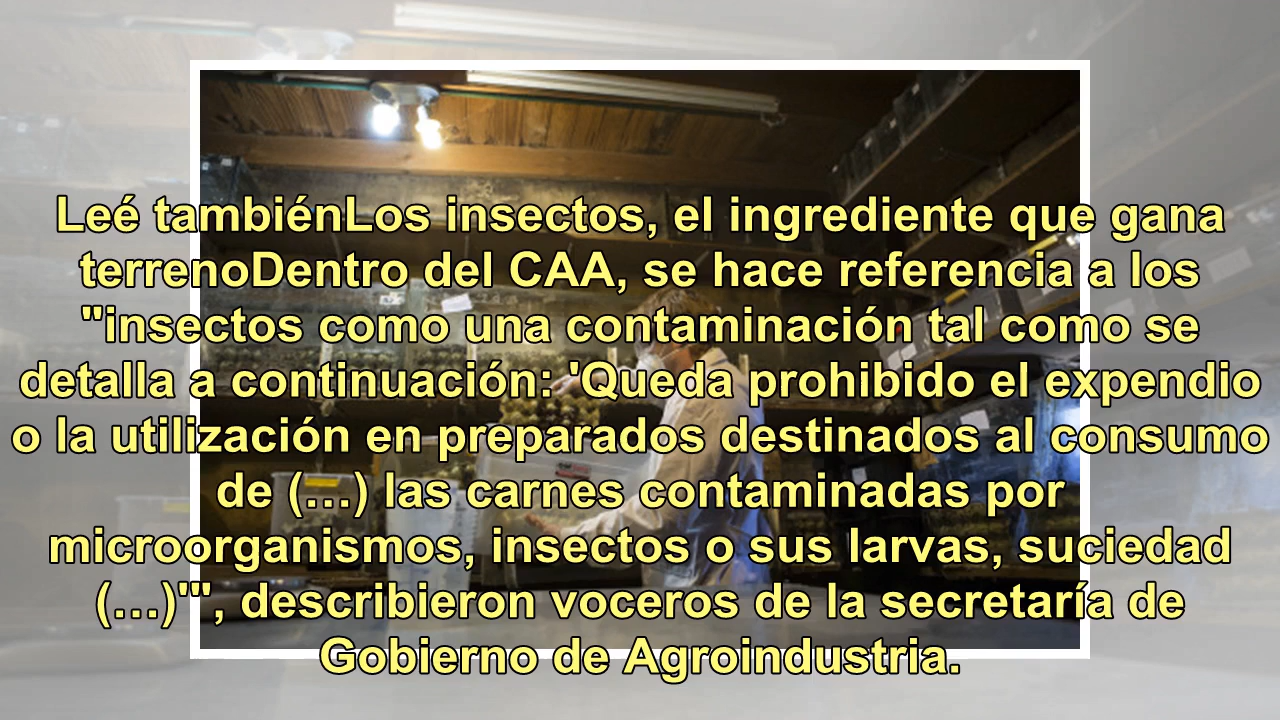 Leé tambiénLos insectos, el ingrediente que gana
terrenoDentro del CAA, se hace referencia a los
"insectos como una contaminación tal como se
detalla a continuación: 'Queda prohibido el expendio
o la utilización en preparados destinados al consumo
de (…) las carnes contaminadas por
microorganismos, insectos o sus larvas, suciedad
(…)'", describieron voceros de la secretaría de
Gobierno de Agroindustria.